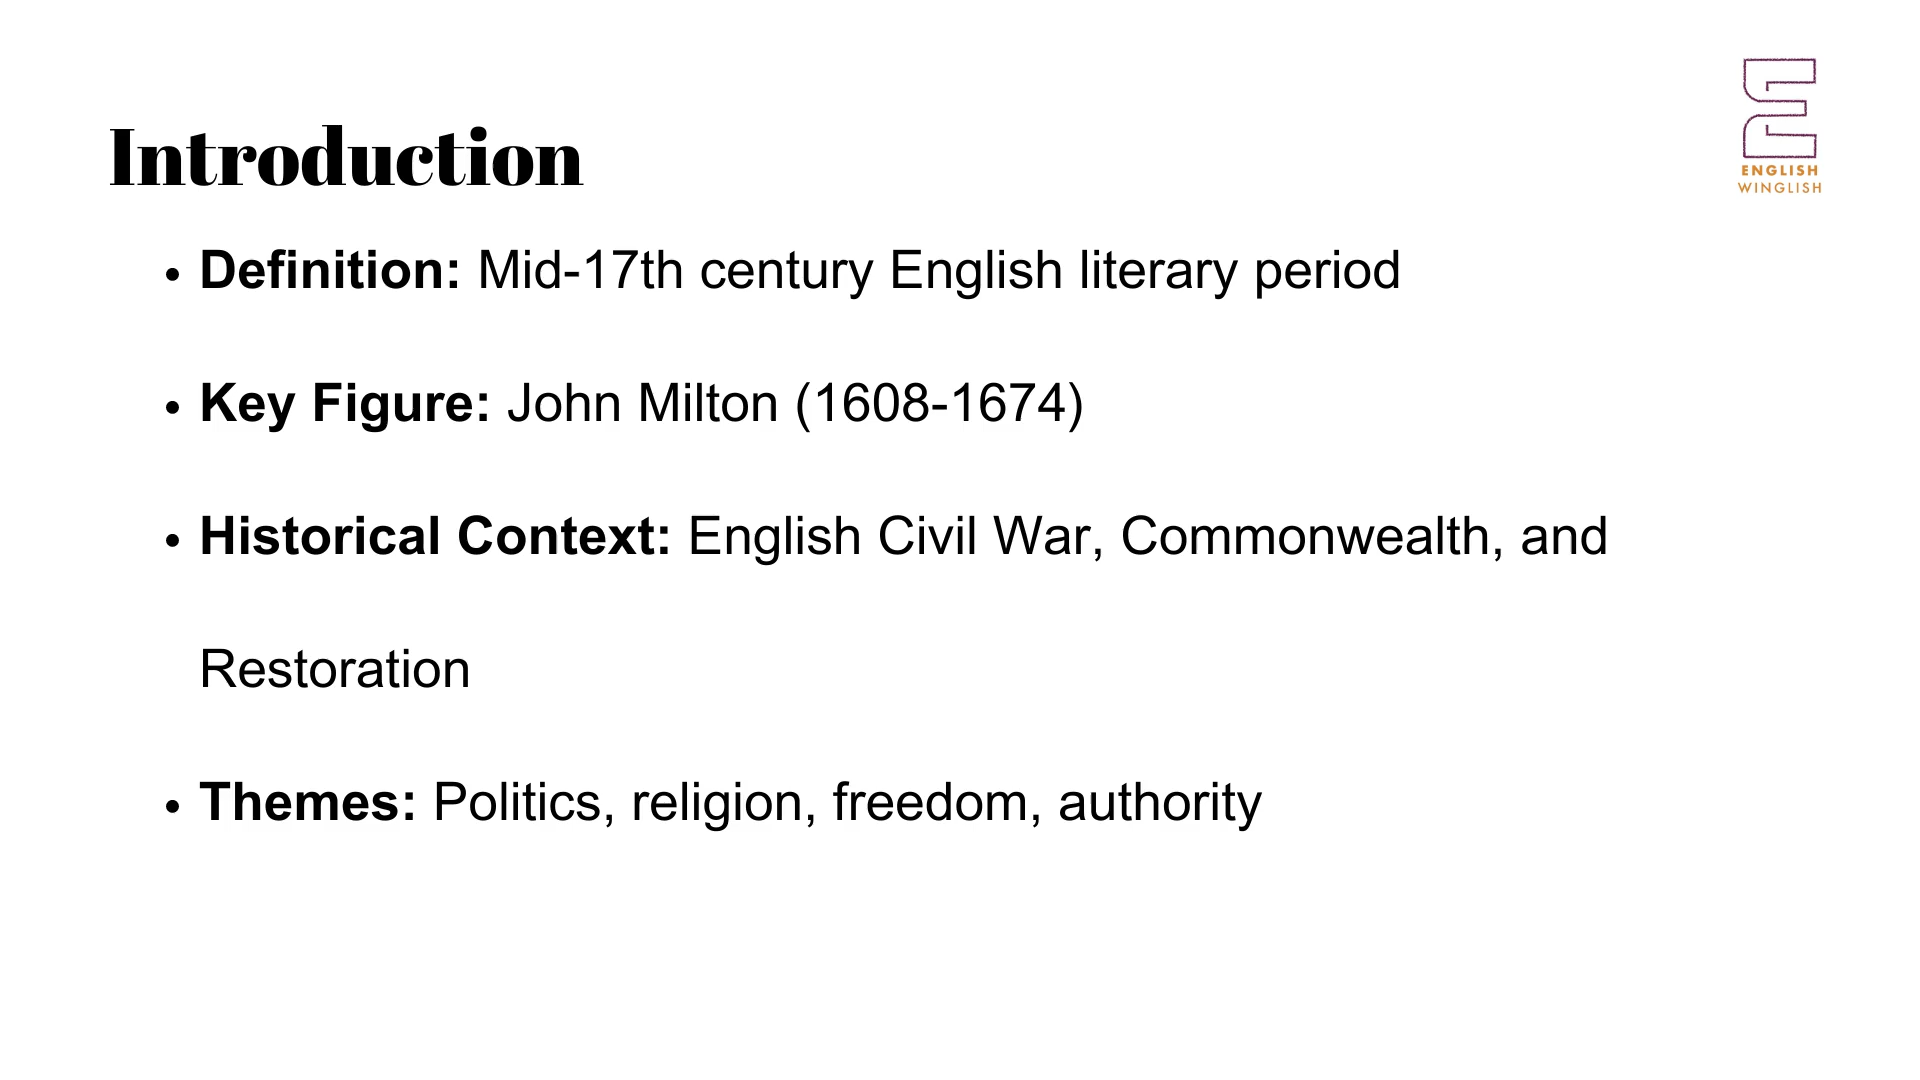 ENGLISH
WINGLISH
Introduction
• Definition: Mid-17th century English literary period
• Key Figure: John Milton (1608-1674)
• Historical Context: English Civil War, Commonwealth, and
Restoration
• Themes: Politics, religion, freedom, authority